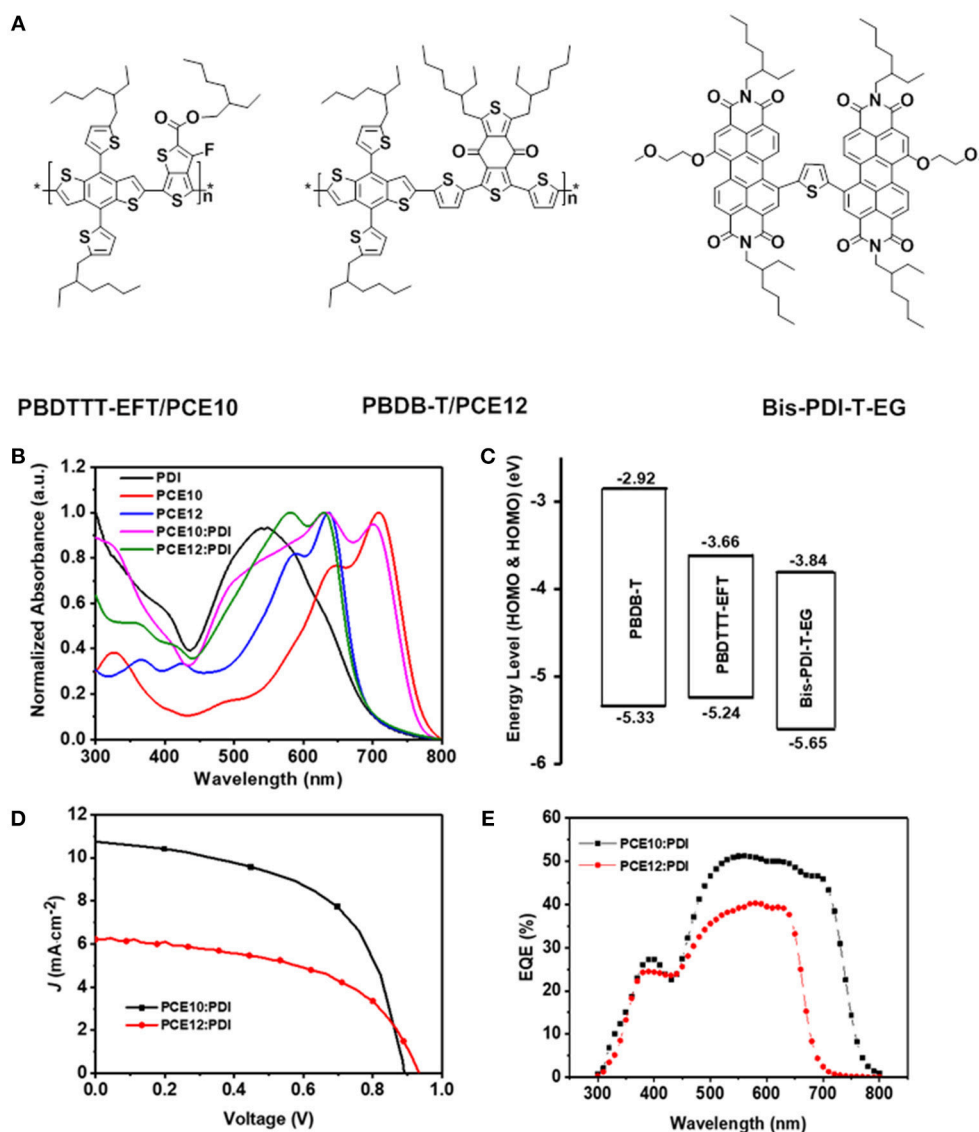 A
PBDTTT-EFT/PCE10
PBDB-T/PCE12
Bis-PDI-T-EG
S
O
O
F
S
S
S
S
S
*
*
n
S
S
O
O
S
S
S
S
S
S
*
*
n
O
N
O
O
N
O
O
O
S
O
O
O
N
O
O
N
O
B
Normalized Absorbance (a.u.)
1.2
1.0
0.8
0.6
0.4
0.2
0.0
PDI
PCE10
PCE12
PCE10:PDI
PCE12:PDI
300 400 500 600 700 800
Wavelength (nm)
C
Energy Level (HOMO & HOMO) (eV)
-3
-4
-5
-6
-2.92
PBDB-T
-5.33
-3.66
PBDTTT-EFT
-5.24
-3.84
Bis-PDI-T-EG
-5.65
D
J (mA·cm-2)
12
10
8
6
4
2
0
PCE10:PDI
PCE12:PDI
0.0 0.2 0.4 0.6 0.8 1.0
Voltage (V)
E
EQE (%)
60
50
40
30
20
10
0
PCE10:PDI
PCE12:PDI
300 400 500 600 700 800
Wavelength (nm)